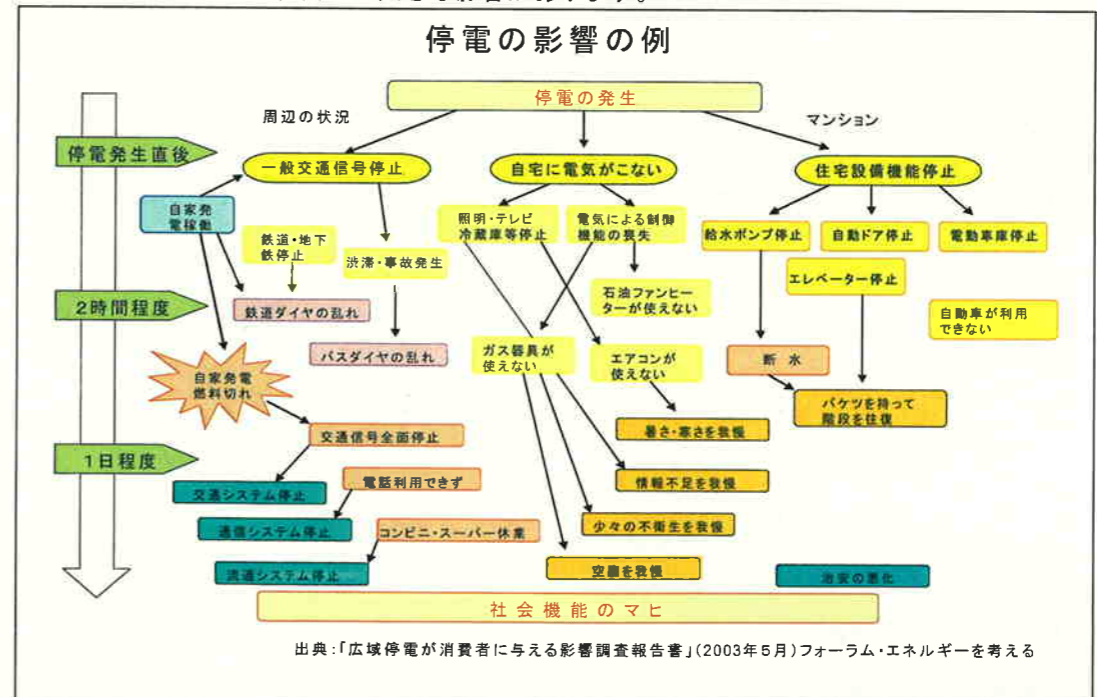 停電の影響の例
停電の発生
周辺の状況
マンション
停電発生直後
一般交通信号停止
自宅に電気がこない
住宅設備機能停止
自家発
電稼働
照明・テレビ
冷蔵庫等停止
電気による制御
機能の喪失
給水ポンプ停止
自動ドア停止
電動車庫停止
鉄道・地下
鉄停止
渋滞・事故発生
エレベーター停止
2時間程度
鉄道ダイヤの乱れ
石油ファンヒー
ターが使えない
自動車が利用
できない
バスダイヤの乱れ
ガス器具が
使えない
エアコンが
使えない
断水
自家発電
燃料切れ
バケツを持って
階段を往復
交通信号全面停止
暑さ・寒さを我慢
1日程度
電話利用できず
情報不足を我慢
交通システム停止
通信システム停止
コンビニ・スーパー休業
少々の不衛生を我慢
流通システム停止
空腹を我慢
治安の悪化
社会機能のマヒ
出典:「広域停電が消費者に与える影響調査報告書」(2003年5月)フォーラム・エネルギーを考える